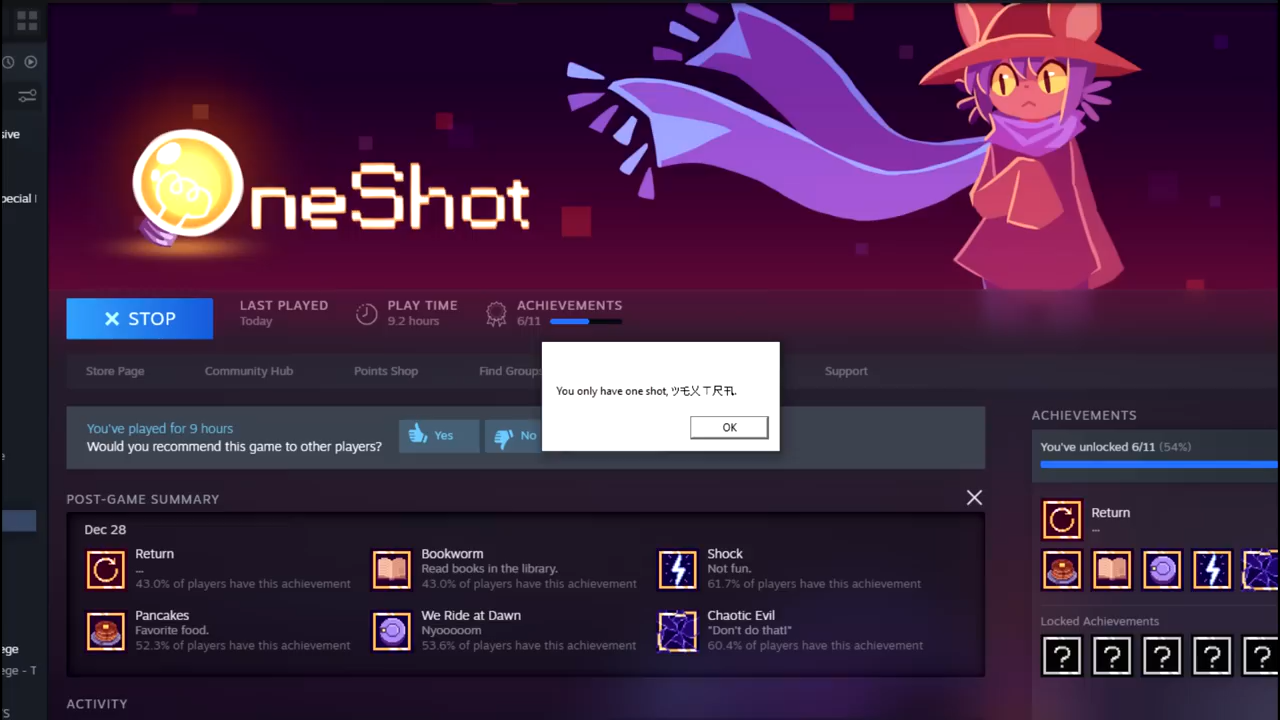 sive
pecial
OneShot
STOP
LAST PLAYED
Today
PLAY TIME
9.2 hours
ACHIEVEMENTS
6/11
Store Page
Community Hub
Points Shop
Find Group
Support
You only have one shot, ツモ乂丅尺卂.
OK
You've played for 9 hours
Would you recommend this game to other players?
Yes
No
ACHIEVEMENTS
You've unlocked 6/11 (54%)
Return
...
POST-GAME SUMMARY
Dec 28
Return
...
43.0% of players have this achievement
Bookworm
Read books in the library.
43.0% of players have this achievement
Shock
Not fun.
61.7% of players have this achievement
Pancakes
Favorite food.
52.3% of players have this achievement
We Ride at Dawn
Nyooooom
53.6% of players have this achievement
Chaotic Evil
"Don't do that!"
60.4% of players have this achievement
Locked Achievements
? ? ? ? ?
ege
ege - T
ACTIVITY